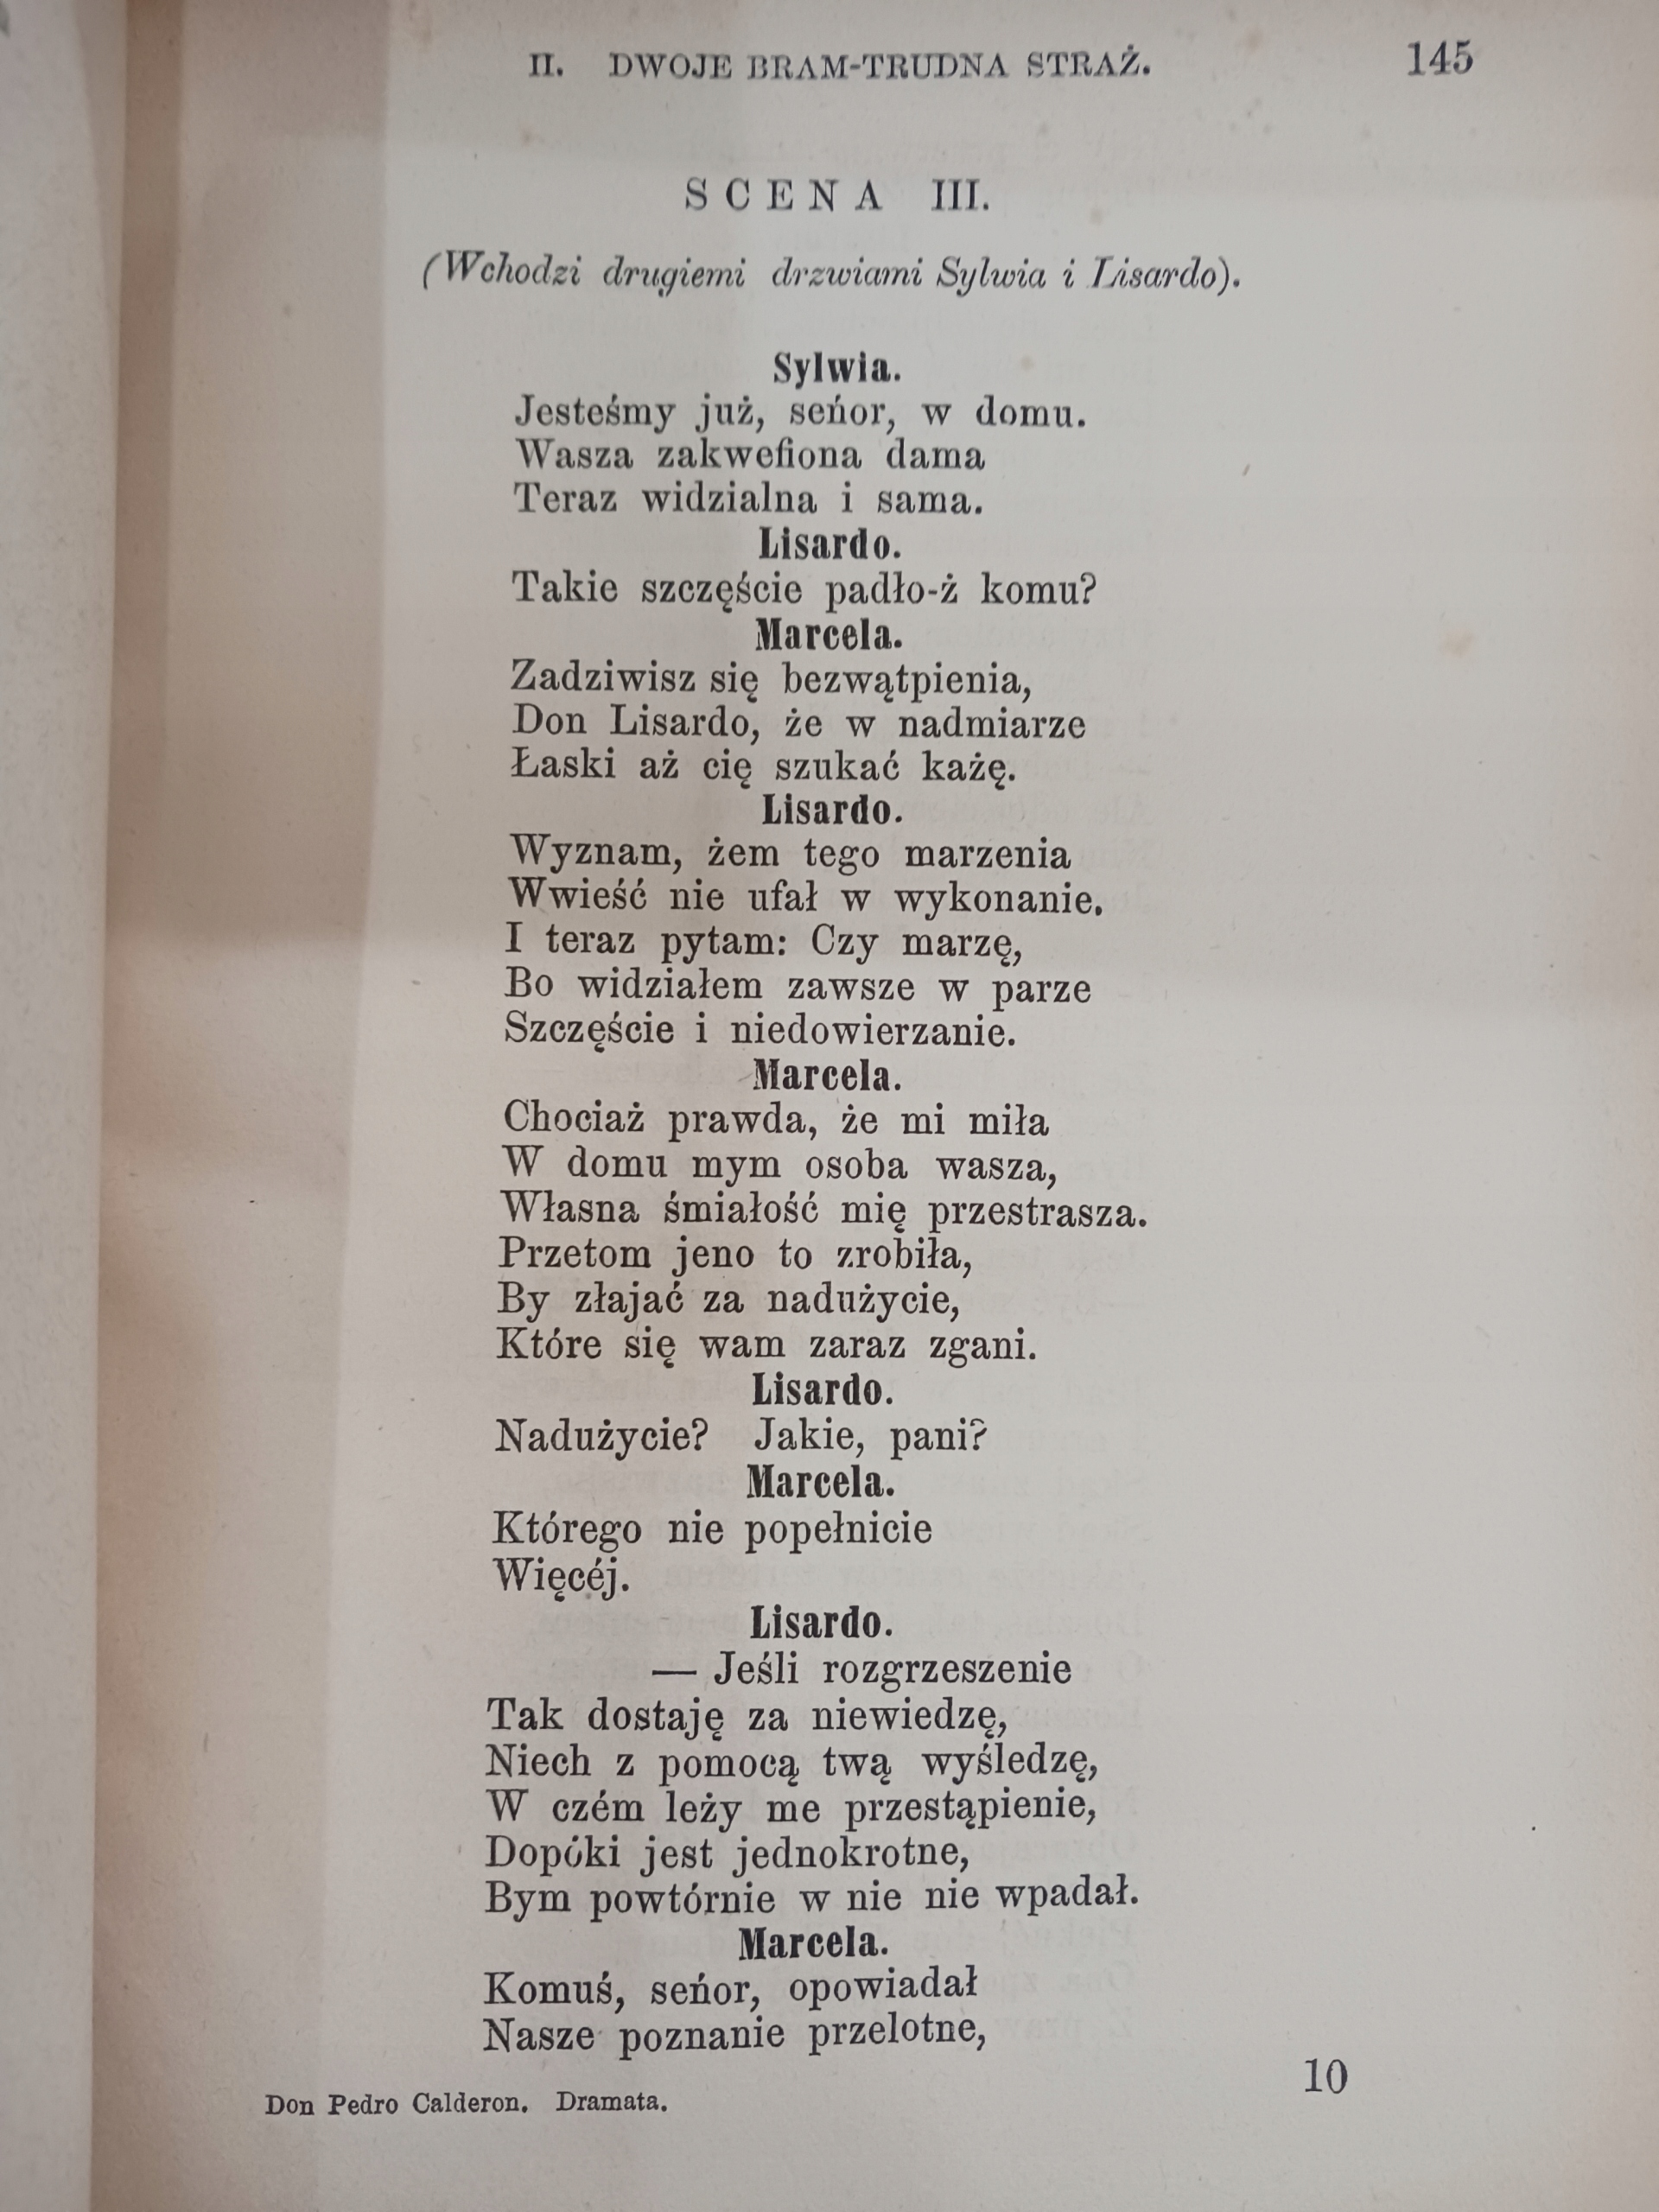 II. DWOJE BRAM-TRUDNA STRAŻ. 145
SCENA III.
(Wchodzi drugiemi drzwiami Sylwia i Lisardo).
Sylwia.
Jesteśmy już, seńor, w domu.
Wasza zakwefiona dama
Teraz widzialna i sama.
Lisardo.
Takie szczęście padło-ż komu?
Marcela.
Zadziwisz się bezwątpienia,
Don Lisardo, że w nadmiarze
Łaski aż cię szukać każę.
Lisardo.
Wyznam, żem tego marzenia
Wwieść nie ufał w wykonanie.
I teraz pytam: Czy marzę,
Bo widziałem zawsze w parze
Szczęście i niedowierzanie.
Marcela.
Chociaż prawda, że mi miła
W domu mym osoba wasza,
Własna śmiałość mię przestrasza.
Przetom jeno to zrobiła,
By złajać za nadużycie,
Które się wam zaraz zgani.
Lisardo.
Nadużycie? Jakie, pani?
Marcela.
Którego nie popełnicie
Więcéj.
Lisardo.
— Jeśli rozgrzeszenie
Tak dostaję za niewiedzę,
Niech z pomocą twą wyśledzę,
W czém leży me przestąpienie,
Dopóki jest jednokrotne,
Bym powtórnie w nie nie wpadał.
Marcela.
Komuś, seńor, opowiadał
Nasze poznanie przelotne,
Don Pedro Calderon. Dramata. 10